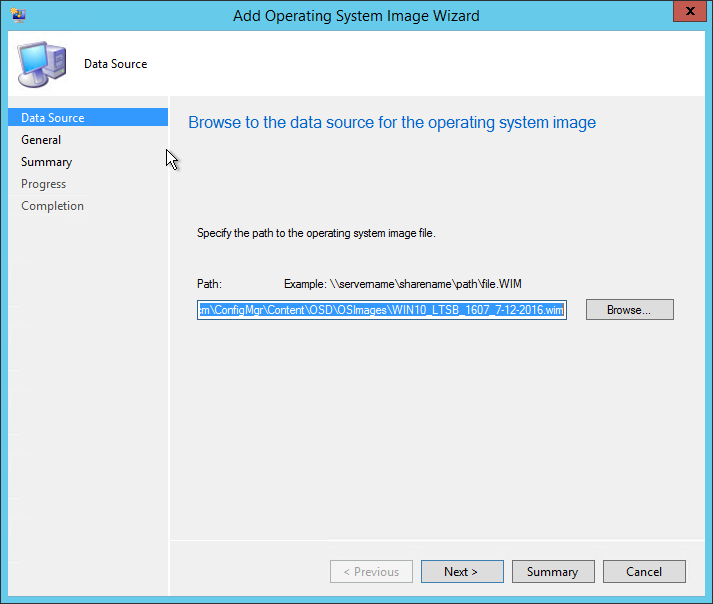 Add Operating System Image Wizard
x
Data Source
Data Source
General
Summary
Progress
Completion
Browse to the data source for the operating system image
Specify the path to the operating system image file.
Path: Example: \\servername\sharename\path\file.WIM
:m\ConfigMgr\Content\OSD\OSImages\WIN10_LTSB_1607_7-12-2016.wim
Browse...
< Previous Next > Summary Cancel